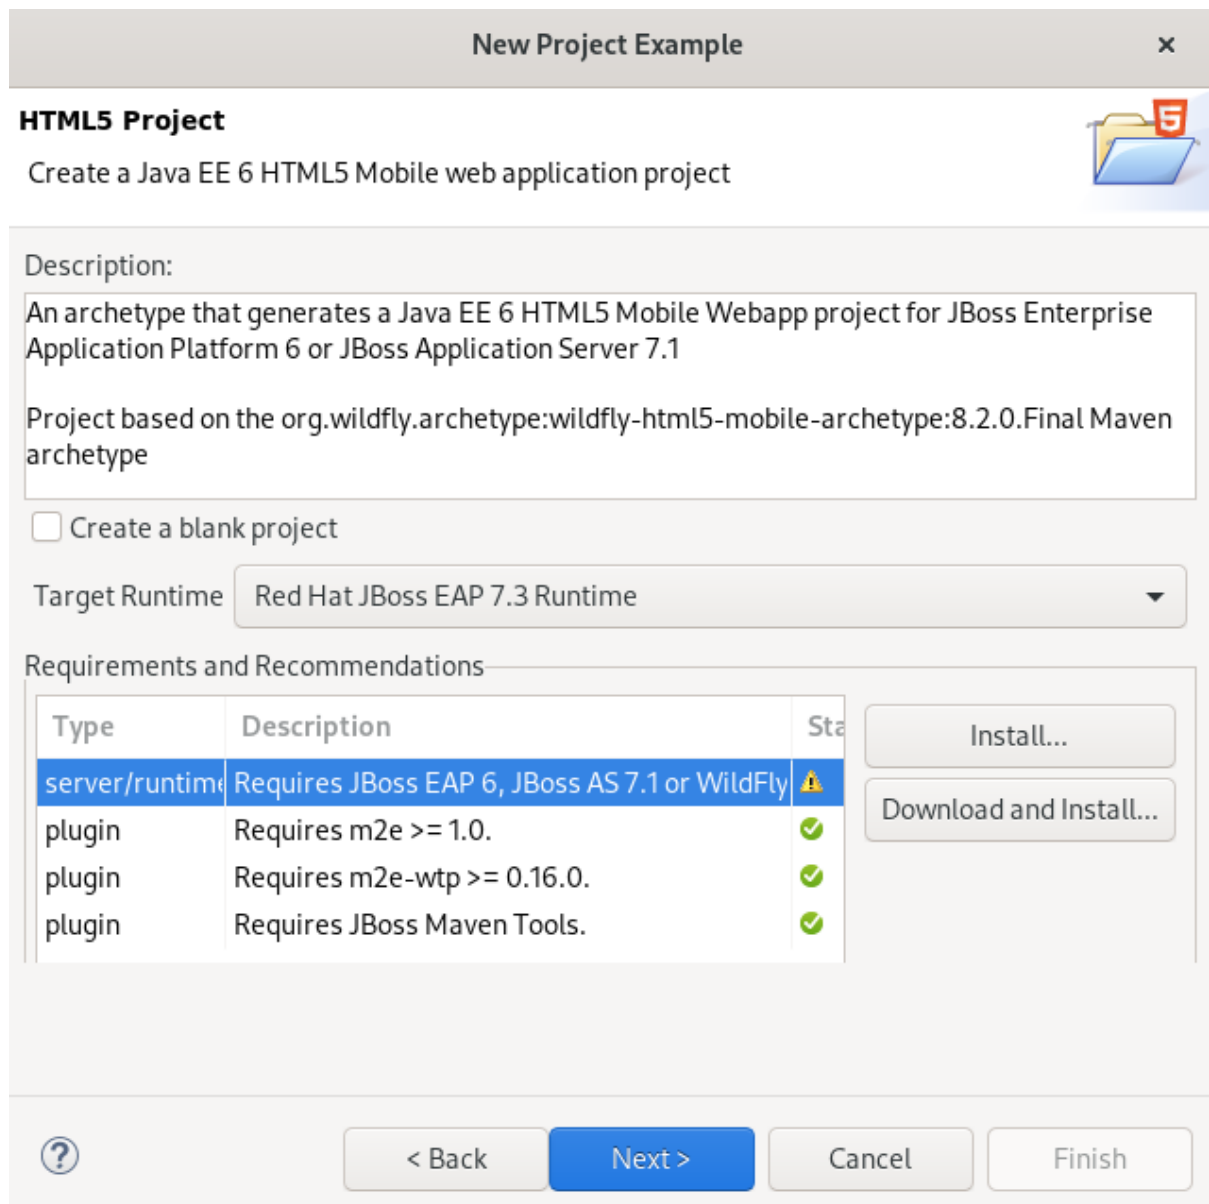 New Project Example ×
HTML5 Project
5
Create a Java EE 6 HTML5 Mobile web application project
Description:
An archetype that generates a Java EE 6 HTML5 Mobile Webapp project for JBoss Enterprise
Application Platform 6 or JBoss Application Server 7.1
Project based on the org.wildfly.archetype:wildfly-html5-mobile-archetype:8.2.0.Final Maven
archetype
Create a blank project
Target Runtime Red Hat JBoss EAP 7.3 Runtime
Requirements and Recommendations
Type Description Sta
Install...
server/runtime Requires JBoss EAP 6, JBoss AS 7.1 or WildFly
Download and Install...
plugin Requires m2e >= 1.0.
plugin Requires m2e-wtp >= 0.16.0.
plugin Requires JBoss Maven Tools.
? < Back Next > Cancel Finish